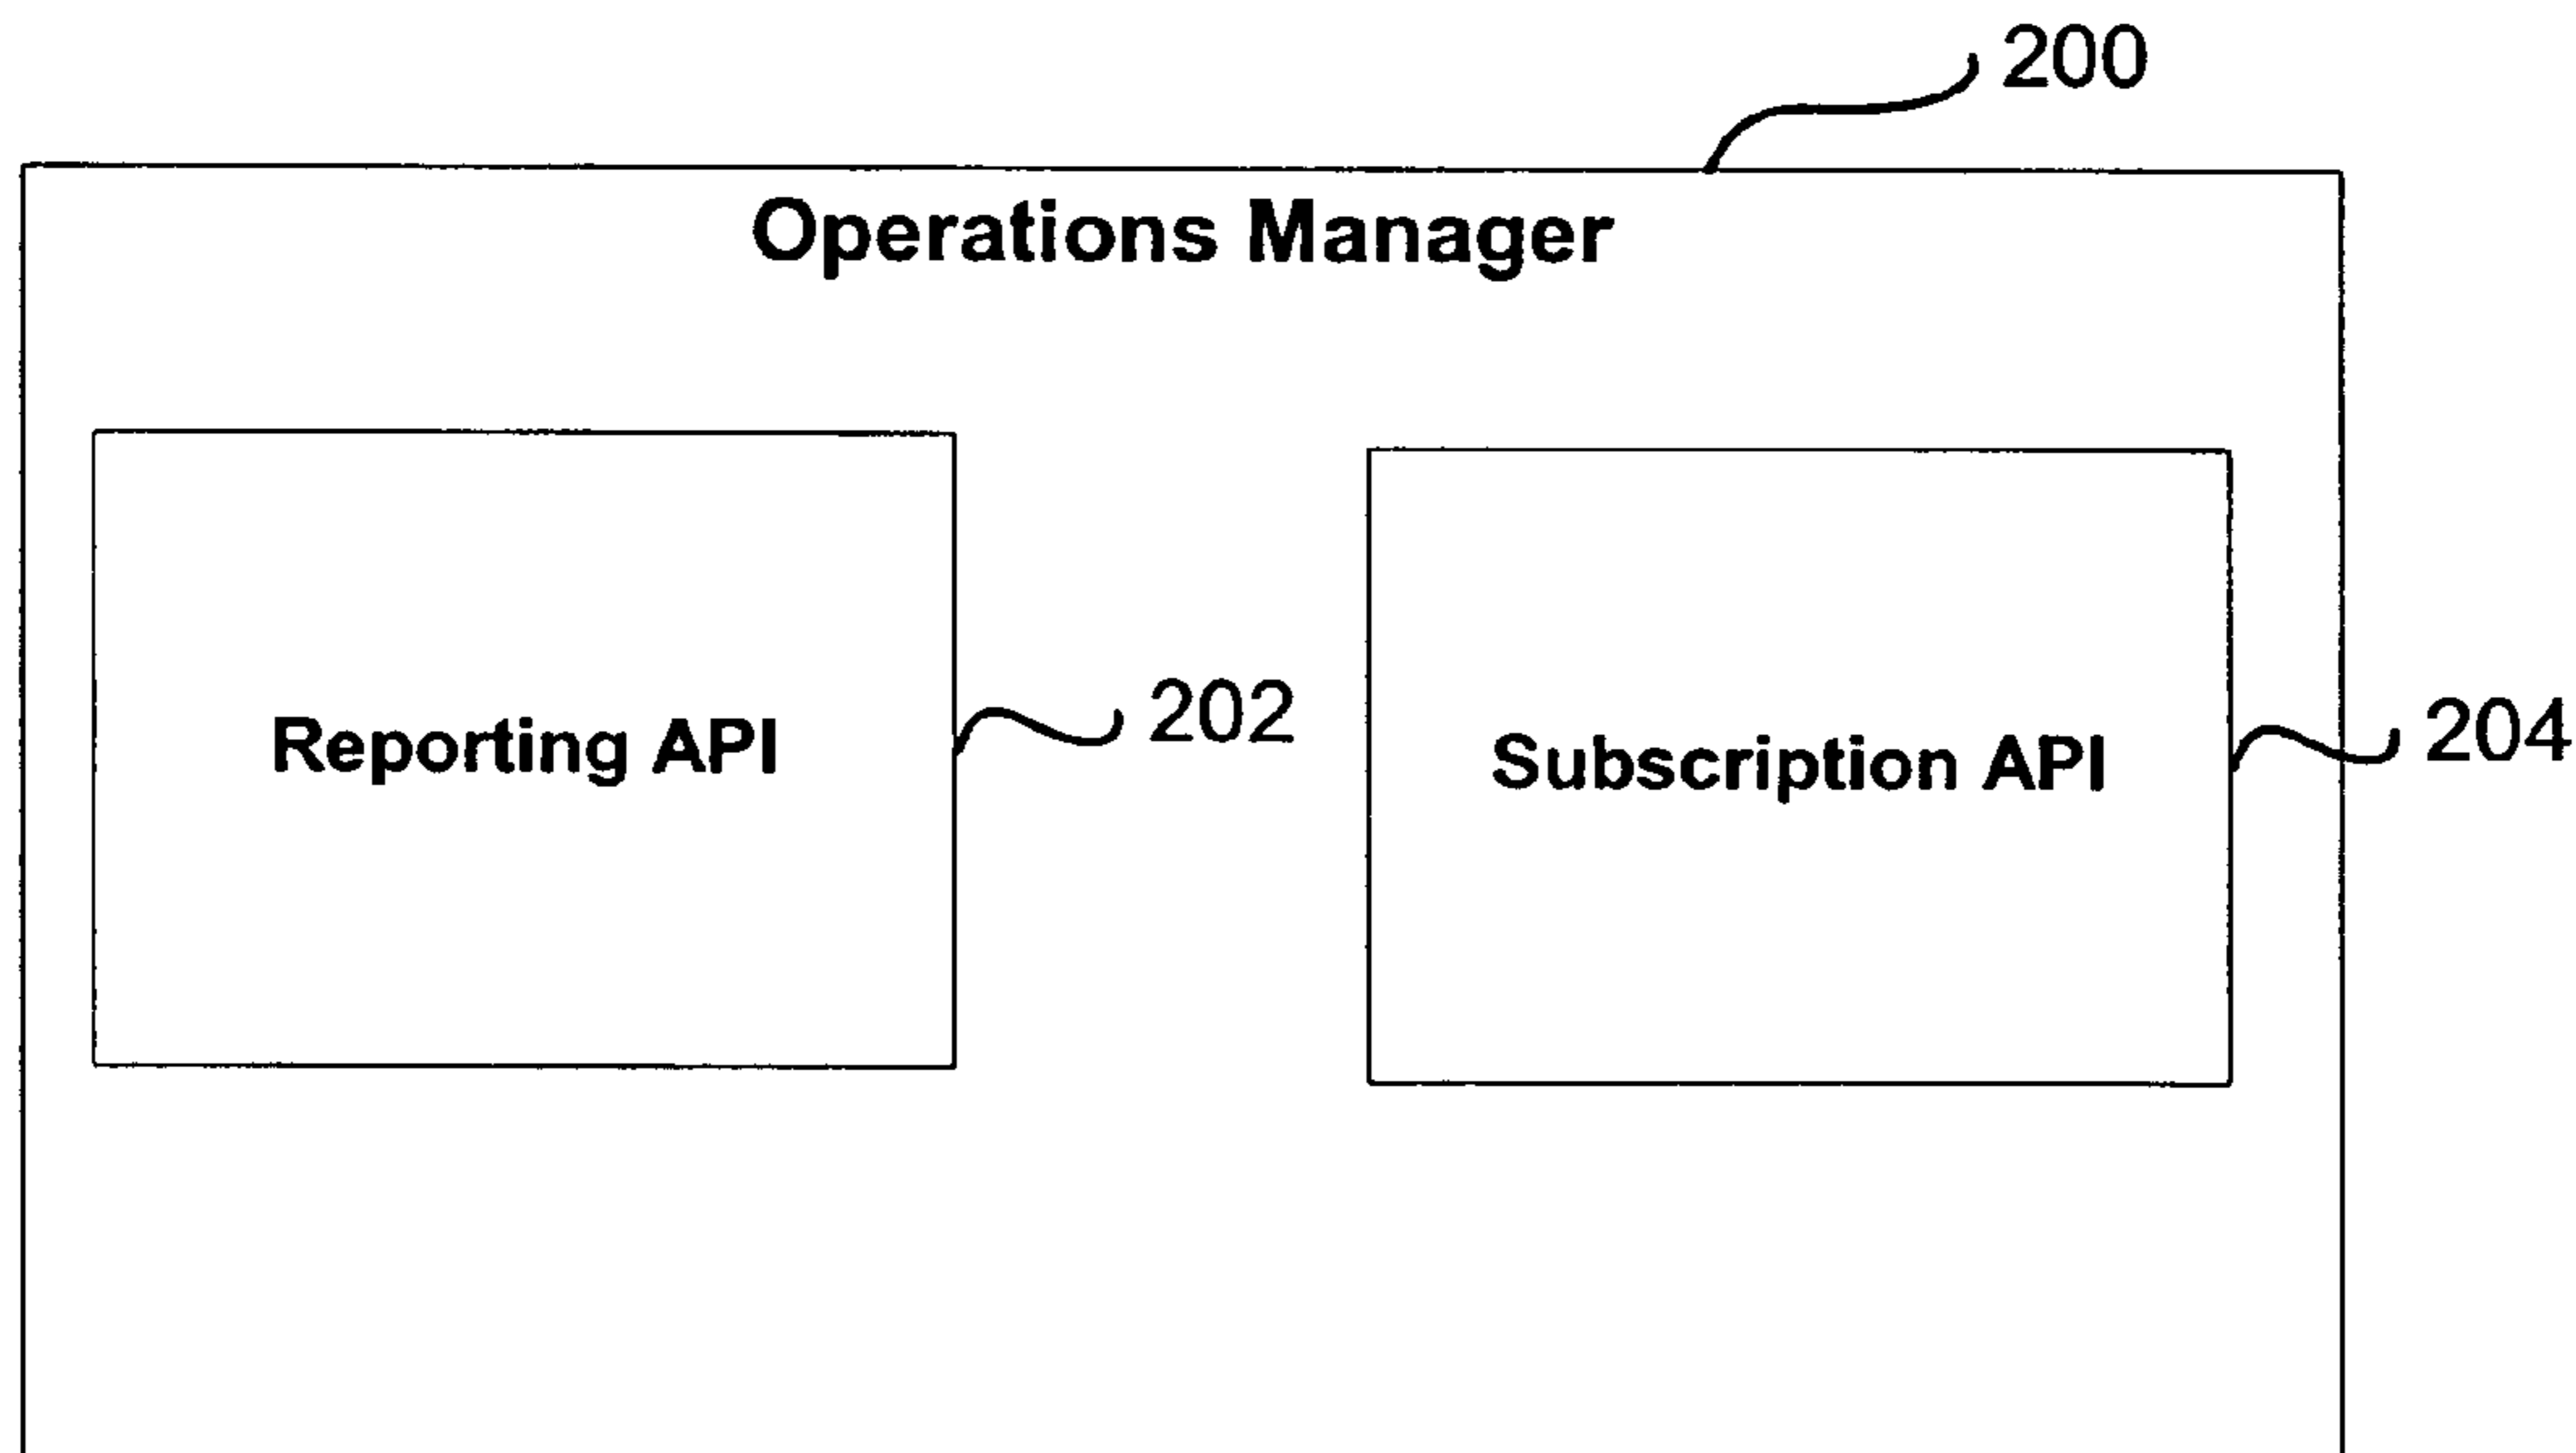 200
Operations Manager
Reporting API
202
Subscription API
204